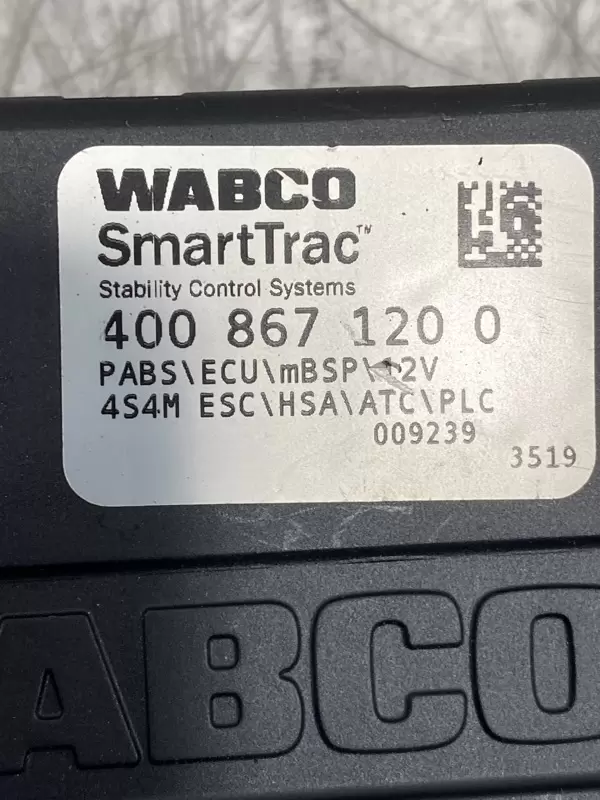 WABCO
SmartTrac™
Stability Control Systems
400 867 120 0
PABS\ECU\mBSP\12V
4S4M ESC\HSA\ATC\PLC
009239
3519
ABCO